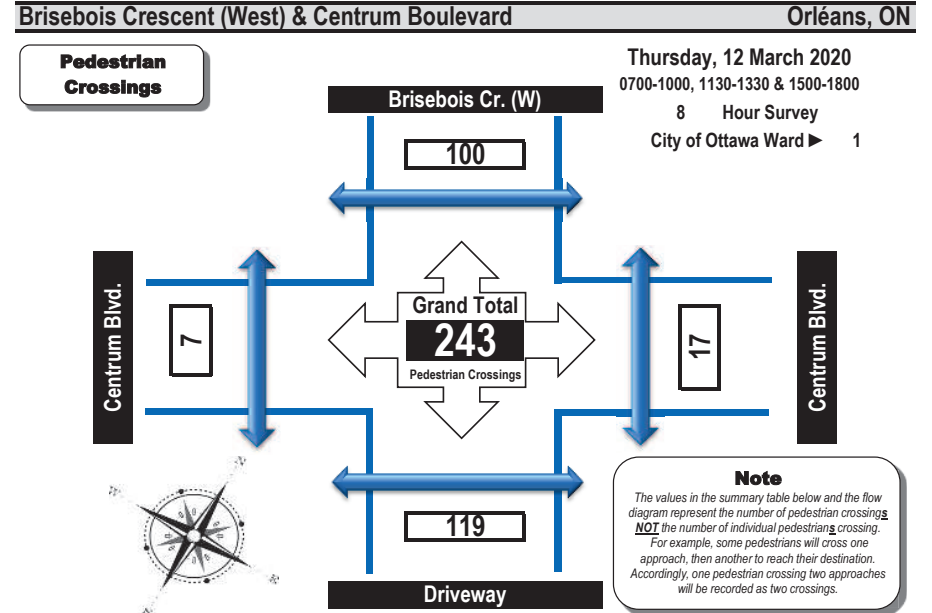 Brisebois Crescent (West) & Centrum Boulevard
Orléans, ON
Pedestrian
Crossings
Thursday, 12 March 2020
0700-1000, 1130-1330 & 1500-1800
8 Hour Survey
City of Ottawa Ward ► 1
Brisebois Cr. (W)
100
Centrum Blvd.
7
Grand Total
243
Pedestrian Crossings
17
Centrum Blvd.
119
Driveway
Note
The values in the summary table below and the flow
diagram represent the number of pedestrian crossings
NOT the number of individual pedestrians crossing.
For example, some pedestrians will cross one
approach, then another to reach their destination.
Accordingly, one pedestrian crossing two approaches
will be recorded as two crossings.